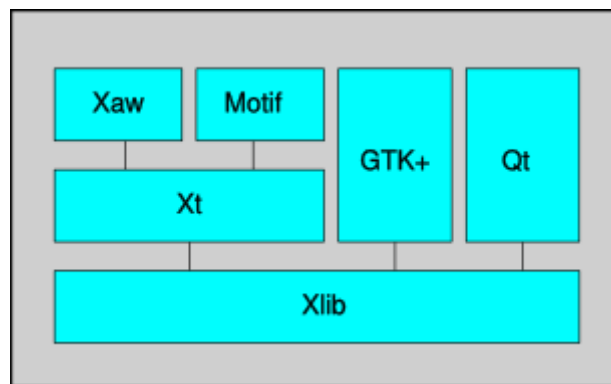 Xaw
Motif
GTK+
Qt
Xt
Xlib